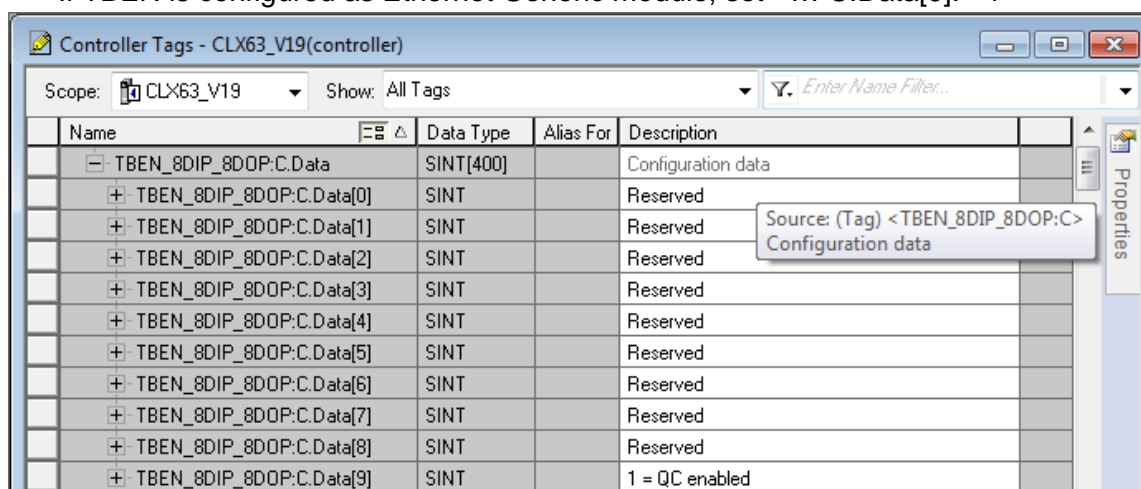 Controller Tags - CLX63_V19(controller)
Scope: CLX63_V19 Show: All Tags Enter Name Filter...
Name Data Type Alias For Description
TBEN_8DIP_8DOP:C.Data SINT[400] Configuration data
TBEN_8DIP_8DOP:C.Data[0] SINT Reserved
TBEN_8DIP_8DOP:C.Data[1] SINT Reserved
TBEN_8DIP_8DOP:C.Data[2] SINT Reserved
TBEN_8DIP_8DOP:C.Data[3] SINT Reserved
TBEN_8DIP_8DOP:C.Data[4] SINT Reserved
TBEN_8DIP_8DOP:C.Data[5] SINT Reserved
TBEN_8DIP_8DOP:C.Data[6] SINT Reserved
TBEN_8DIP_8DOP:C.Data[7] SINT Reserved
TBEN_8DIP_8DOP:C.Data[8] SINT Reserved
TBEN_8DIP_8DOP:C.Data[9] SINT 1 = QC enabled
Source: (Tag) <TBEN_8DIP_8DOP:C>
Configuration data
Properties